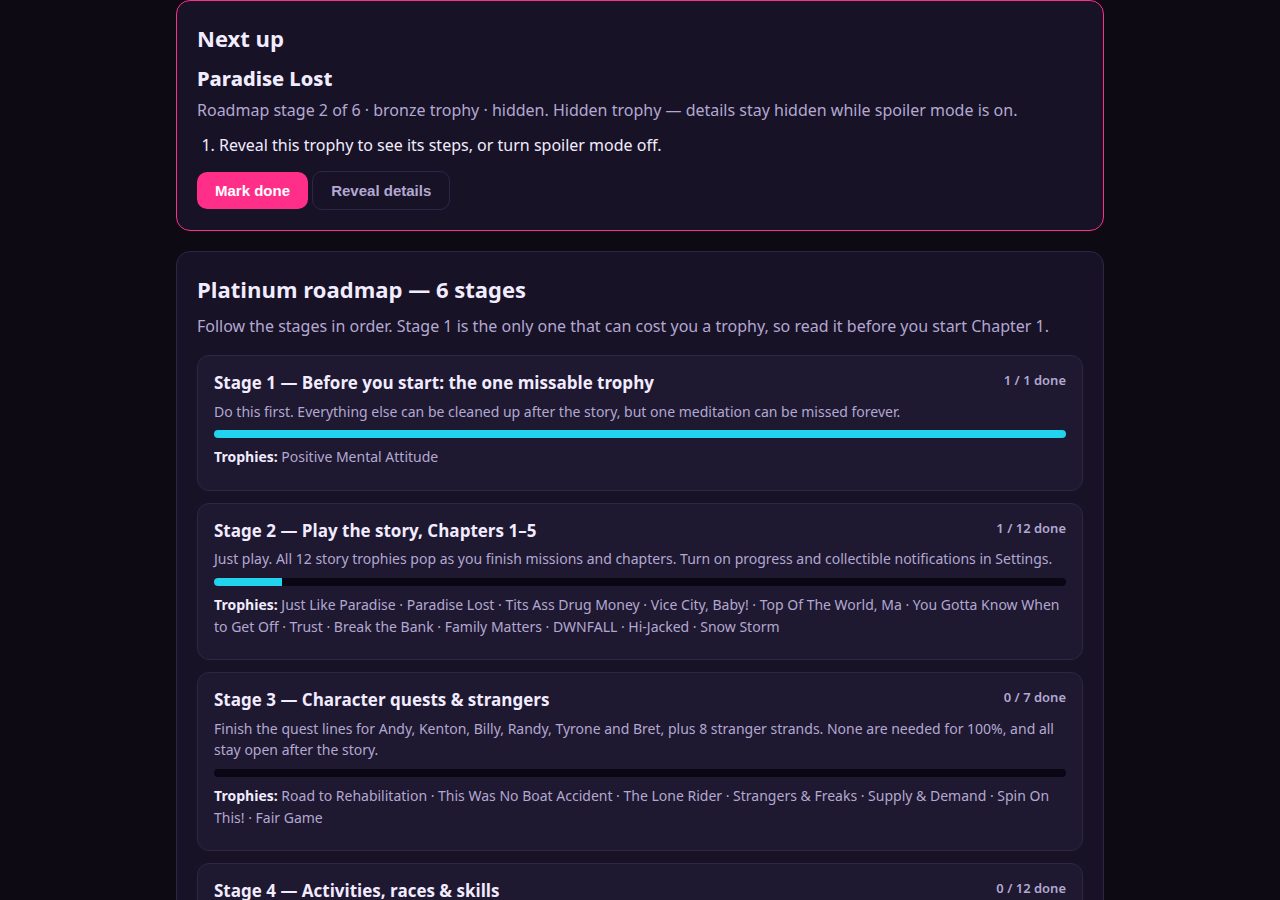 Next up
Paradise Lost
Roadmap stage 2 of 6 · bronze trophy · hidden. Hidden trophy — details stay hidden while spoiler mode is on.
1. Reveal this trophy to see its steps, or turn spoiler mode off.
Mark done Reveal details
Platinum roadmap — 6 stages
Follow the stages in order. Stage 1 is the only one that can cost you a trophy, so read it before you start Chapter 1.
Stage 1 — Before you start: the one missable trophy 1 / 1 done
Do this first. Everything else can be cleaned up after the story, but one meditation can be missed forever.
Trophies: Positive Mental Attitude
Stage 2 — Play the story, Chapters 1–5 1 / 12 done
Just play. All 12 story trophies pop as you finish missions and chapters. Turn on progress and collectible notifications in Settings.
Trophies: Just Like Paradise · Paradise Lost · Tits Ass Drug Money · Vice City, Baby! · Top Of The World, Ma · You Gotta Know When
to Get Off · Trust · Break the Bank · Family Matters · DWNFALL · Hi-Jacked · Snow Storm
Stage 3 — Character quests & strangers 0 / 7 done
Finish the quest lines for Andy, Kenton, Billy, Randy, Tyrone and Bret, plus 8 stranger strands. None are needed for 100%, and all
stay open after the story.
Trophies: Road to Rehabilitation · This Was No Boat Accident · The Lone Rider · Strangers & Freaks · Supply & Demand · Spin On
This! · Fair Game
Stage 4 — Activities, races & skills 0 / 12 done